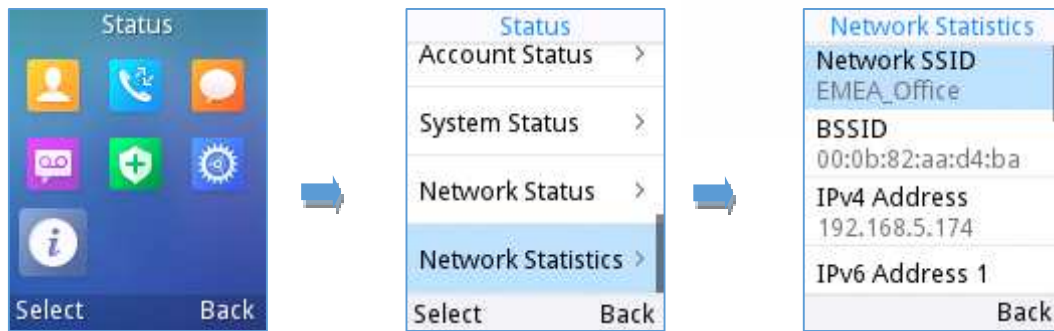 Status
Select Back
Status
Account Status >
System Status >
Network Status >
Network Statistics >
Select Back
Network Statistics
Network SSID
EMEA_Office
BSSID
00:0b:82:aa:d4:ba
IPv4 Address
192.168.5.174
IPv6 Address 1
Back